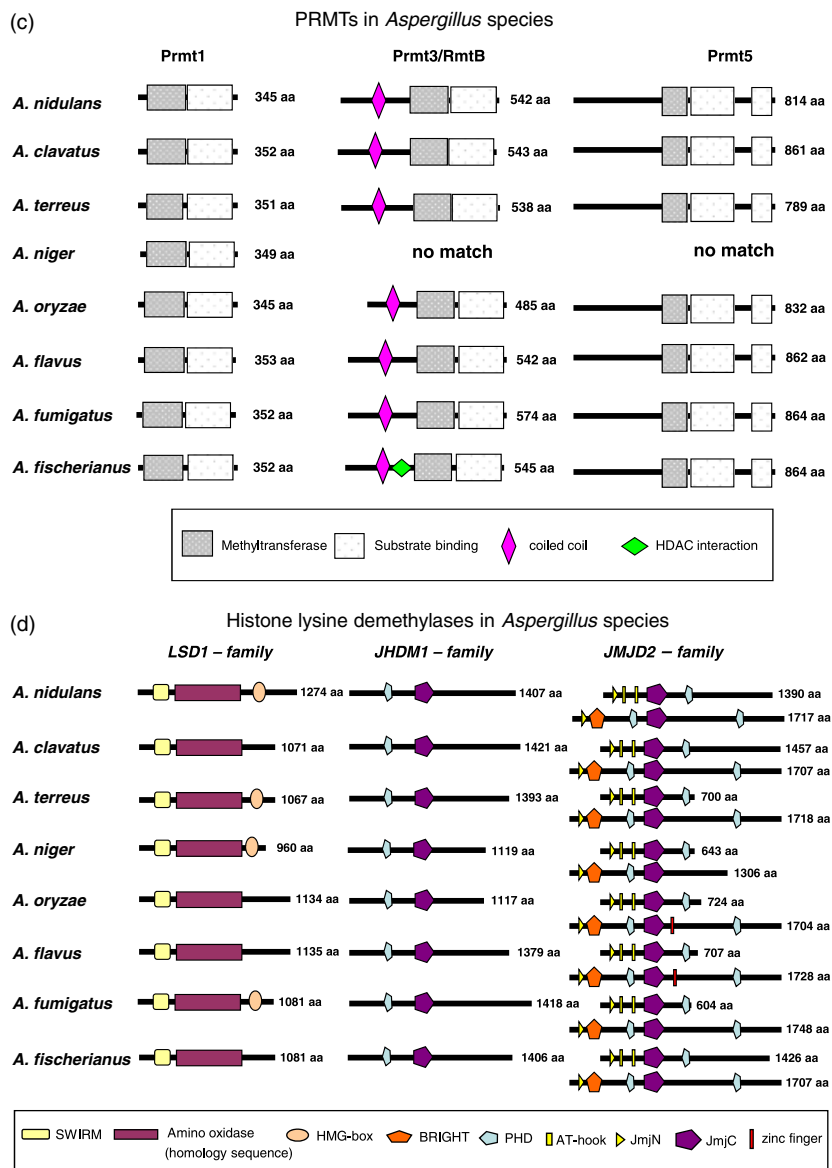 (c) PRMTs in Aspergillus species
Prmt1 Prmt3/RmtB Prmt5
A. nidulans 345 aa 542 aa 814 aa
A. clavatus 352 aa 543 aa 861 aa
A. terreus 351 aa 538 aa 789 aa
A. niger 349 aa no match no match
A. oryzae 345 aa 485 aa 832 aa
A. flavus 353 aa 542 aa 862 aa
A. fumigatus 352 aa 574 aa 864 aa
A. fischerianus 352 aa 545 aa 864 aa
Methyltransferase Substrate binding coiled coil HDAC interaction
(d) Histone lysine demethylases in Aspergillus species
LSD1 – family JHDM1 – family JMJD2 – family
A. nidulans 1274 aa 1407 aa 1390 aa
1717 aa
A. clavatus 1071 aa 1421 aa 1457 aa
1707 aa
A. terreus 1067 aa 1393 aa 700 aa
1718 aa
A. niger 960 aa 1119 aa 643 aa
1306 aa
A. oryzae 1134 aa 1117 aa 724 aa
1704 aa
A. flavus 1135 aa 1379 aa 707 aa
1728 aa
A. fumigatus 1081 aa 1418 aa 604 aa
1748 aa
A. fischerianus 1081 aa 1406 aa 1426 aa
1707 aa
SWIRM Amino oxidase HMG-box BRIGHT PHD AT-hook JmjN JmjC zinc finger
(homology sequence)